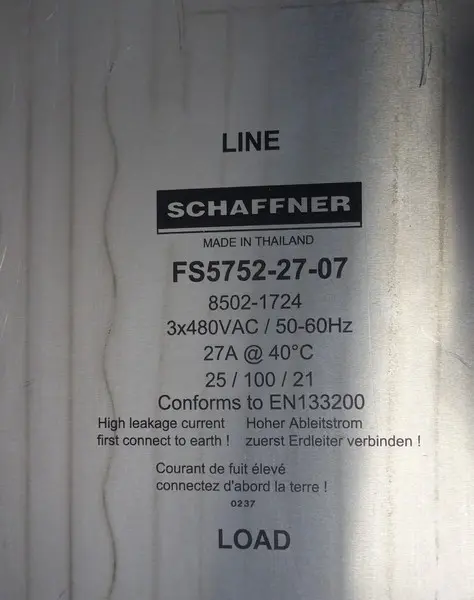 LINE
SCHAFFNER
MADE IN THAILAND
FS5752-27-07
8502-1724
3x480VAC / 50-60Hz
27A @ 40°C
25 / 100 / 21
Conforms to EN133200
High leakage current
first connect to earth !
Hoher Ableitstrom
zuerst Erdleiter verbinden !
Courant de fuit élevé
connectez d'abord la terre !
0237
LOAD